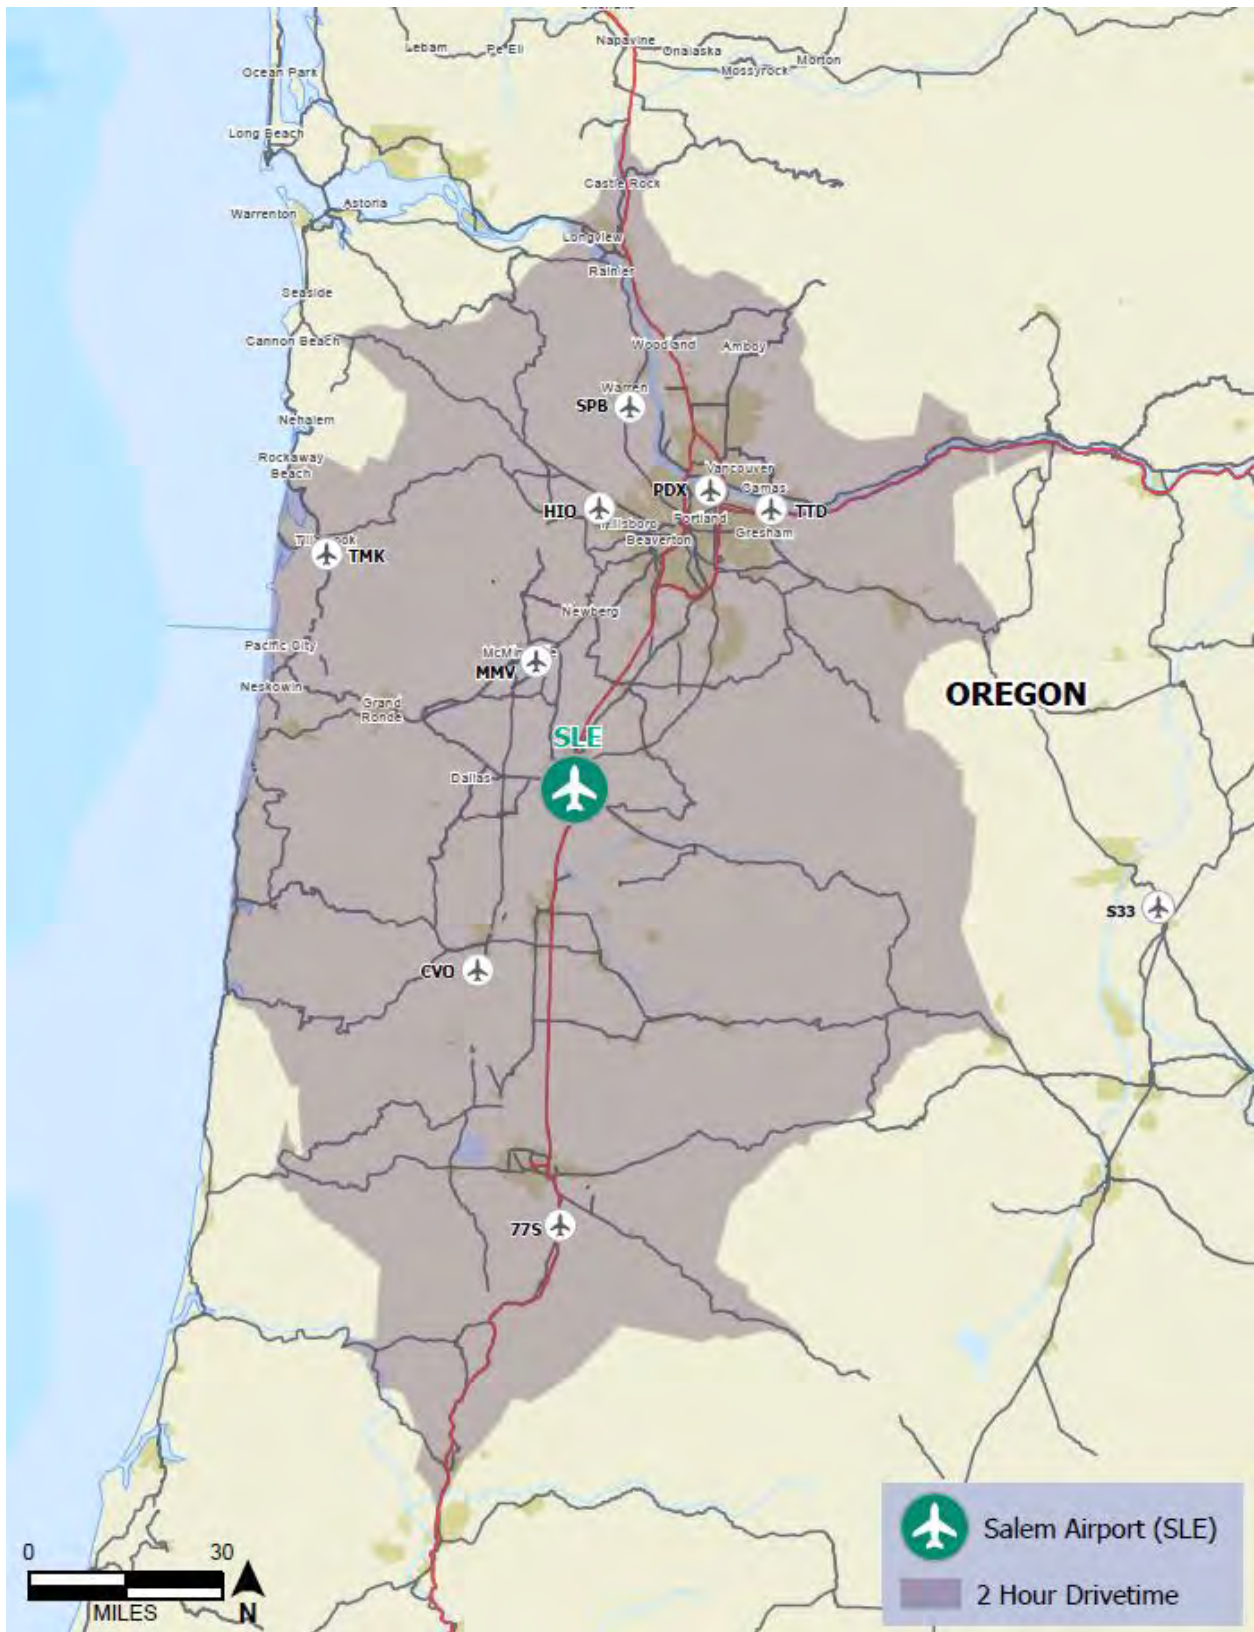 Napavine
Lebam
Pe Ell
Onalaska
Morton
Mossyrock
Ocean Park
Long Beach
Castle Rock
Astoria
Warrenton
Longview
Rainier
Seaside
Cannon Beach
Woodland
Amboy
Warren
SPB
Nehalem
Rockaway
Beach
Vancouver
PDX
Camas
HIO
TTD
Portland
Hillsboro
Gresham
Beaverton
TMK
Newberg
Pacific City
MMV
Neskowin
OREGON
Grand
Ronde
SLE
Dallas
S33
CVO
77S
Salem Airport (SLE)
0 30
2 Hour Drivetime
MILES
N